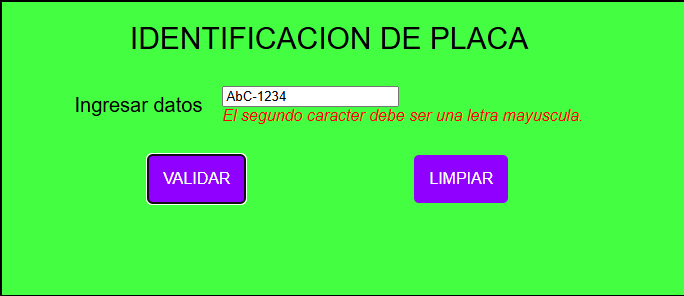 IDENTIFICACION DE PLACA
Ingresar datos
AbC-1234
El segundo caracter debe ser una letra mayuscula.
VALIDAR
LIMPIAR